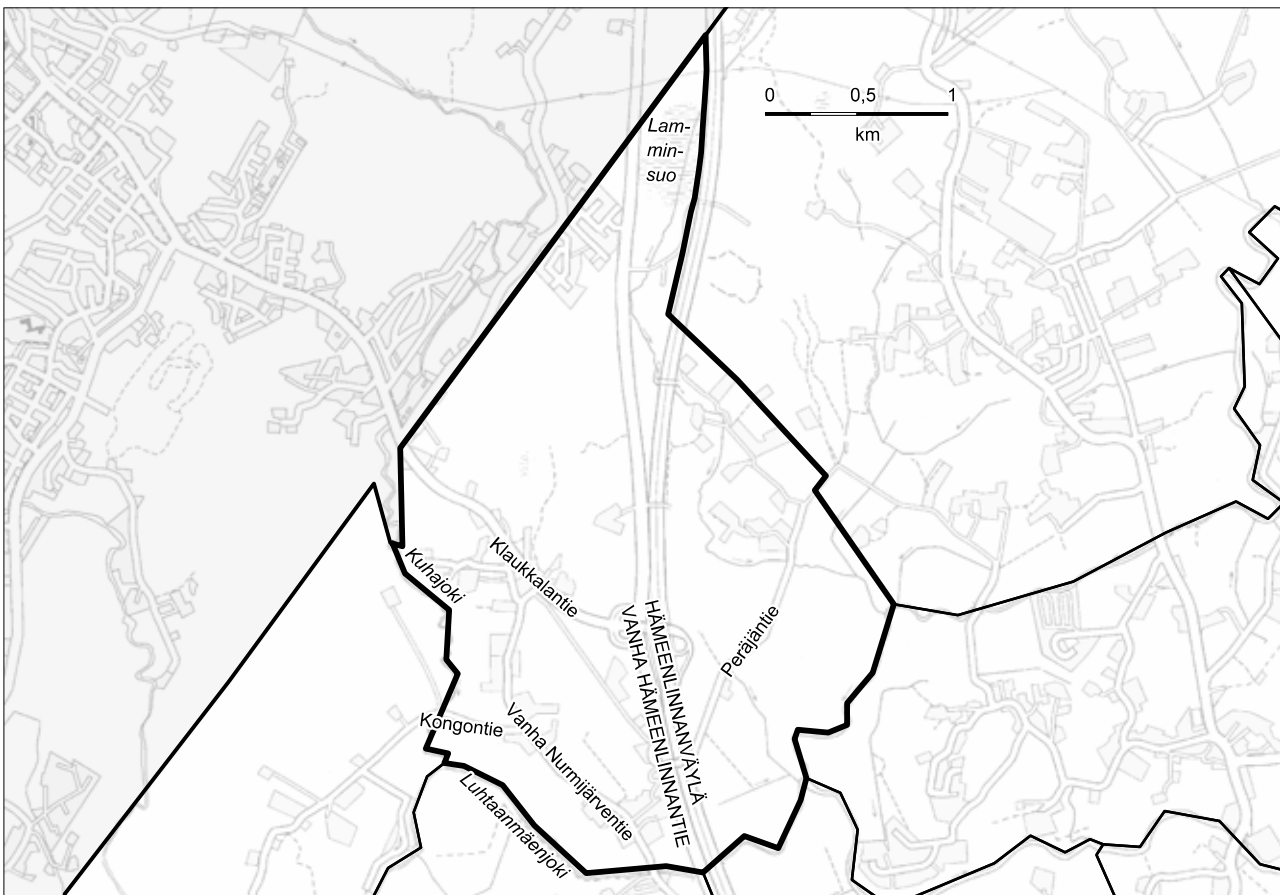 0 0,5 1
km
Lam-
min-
suo
Klaukkalantie
Kuhajoki
HÄMEENLINNANVÄYLÄ
VANHA HÄMEENLINNANTIE
Peräjäntie
Kongontie
Vanha Nurmijärventie
Luhtaanmäenjoki